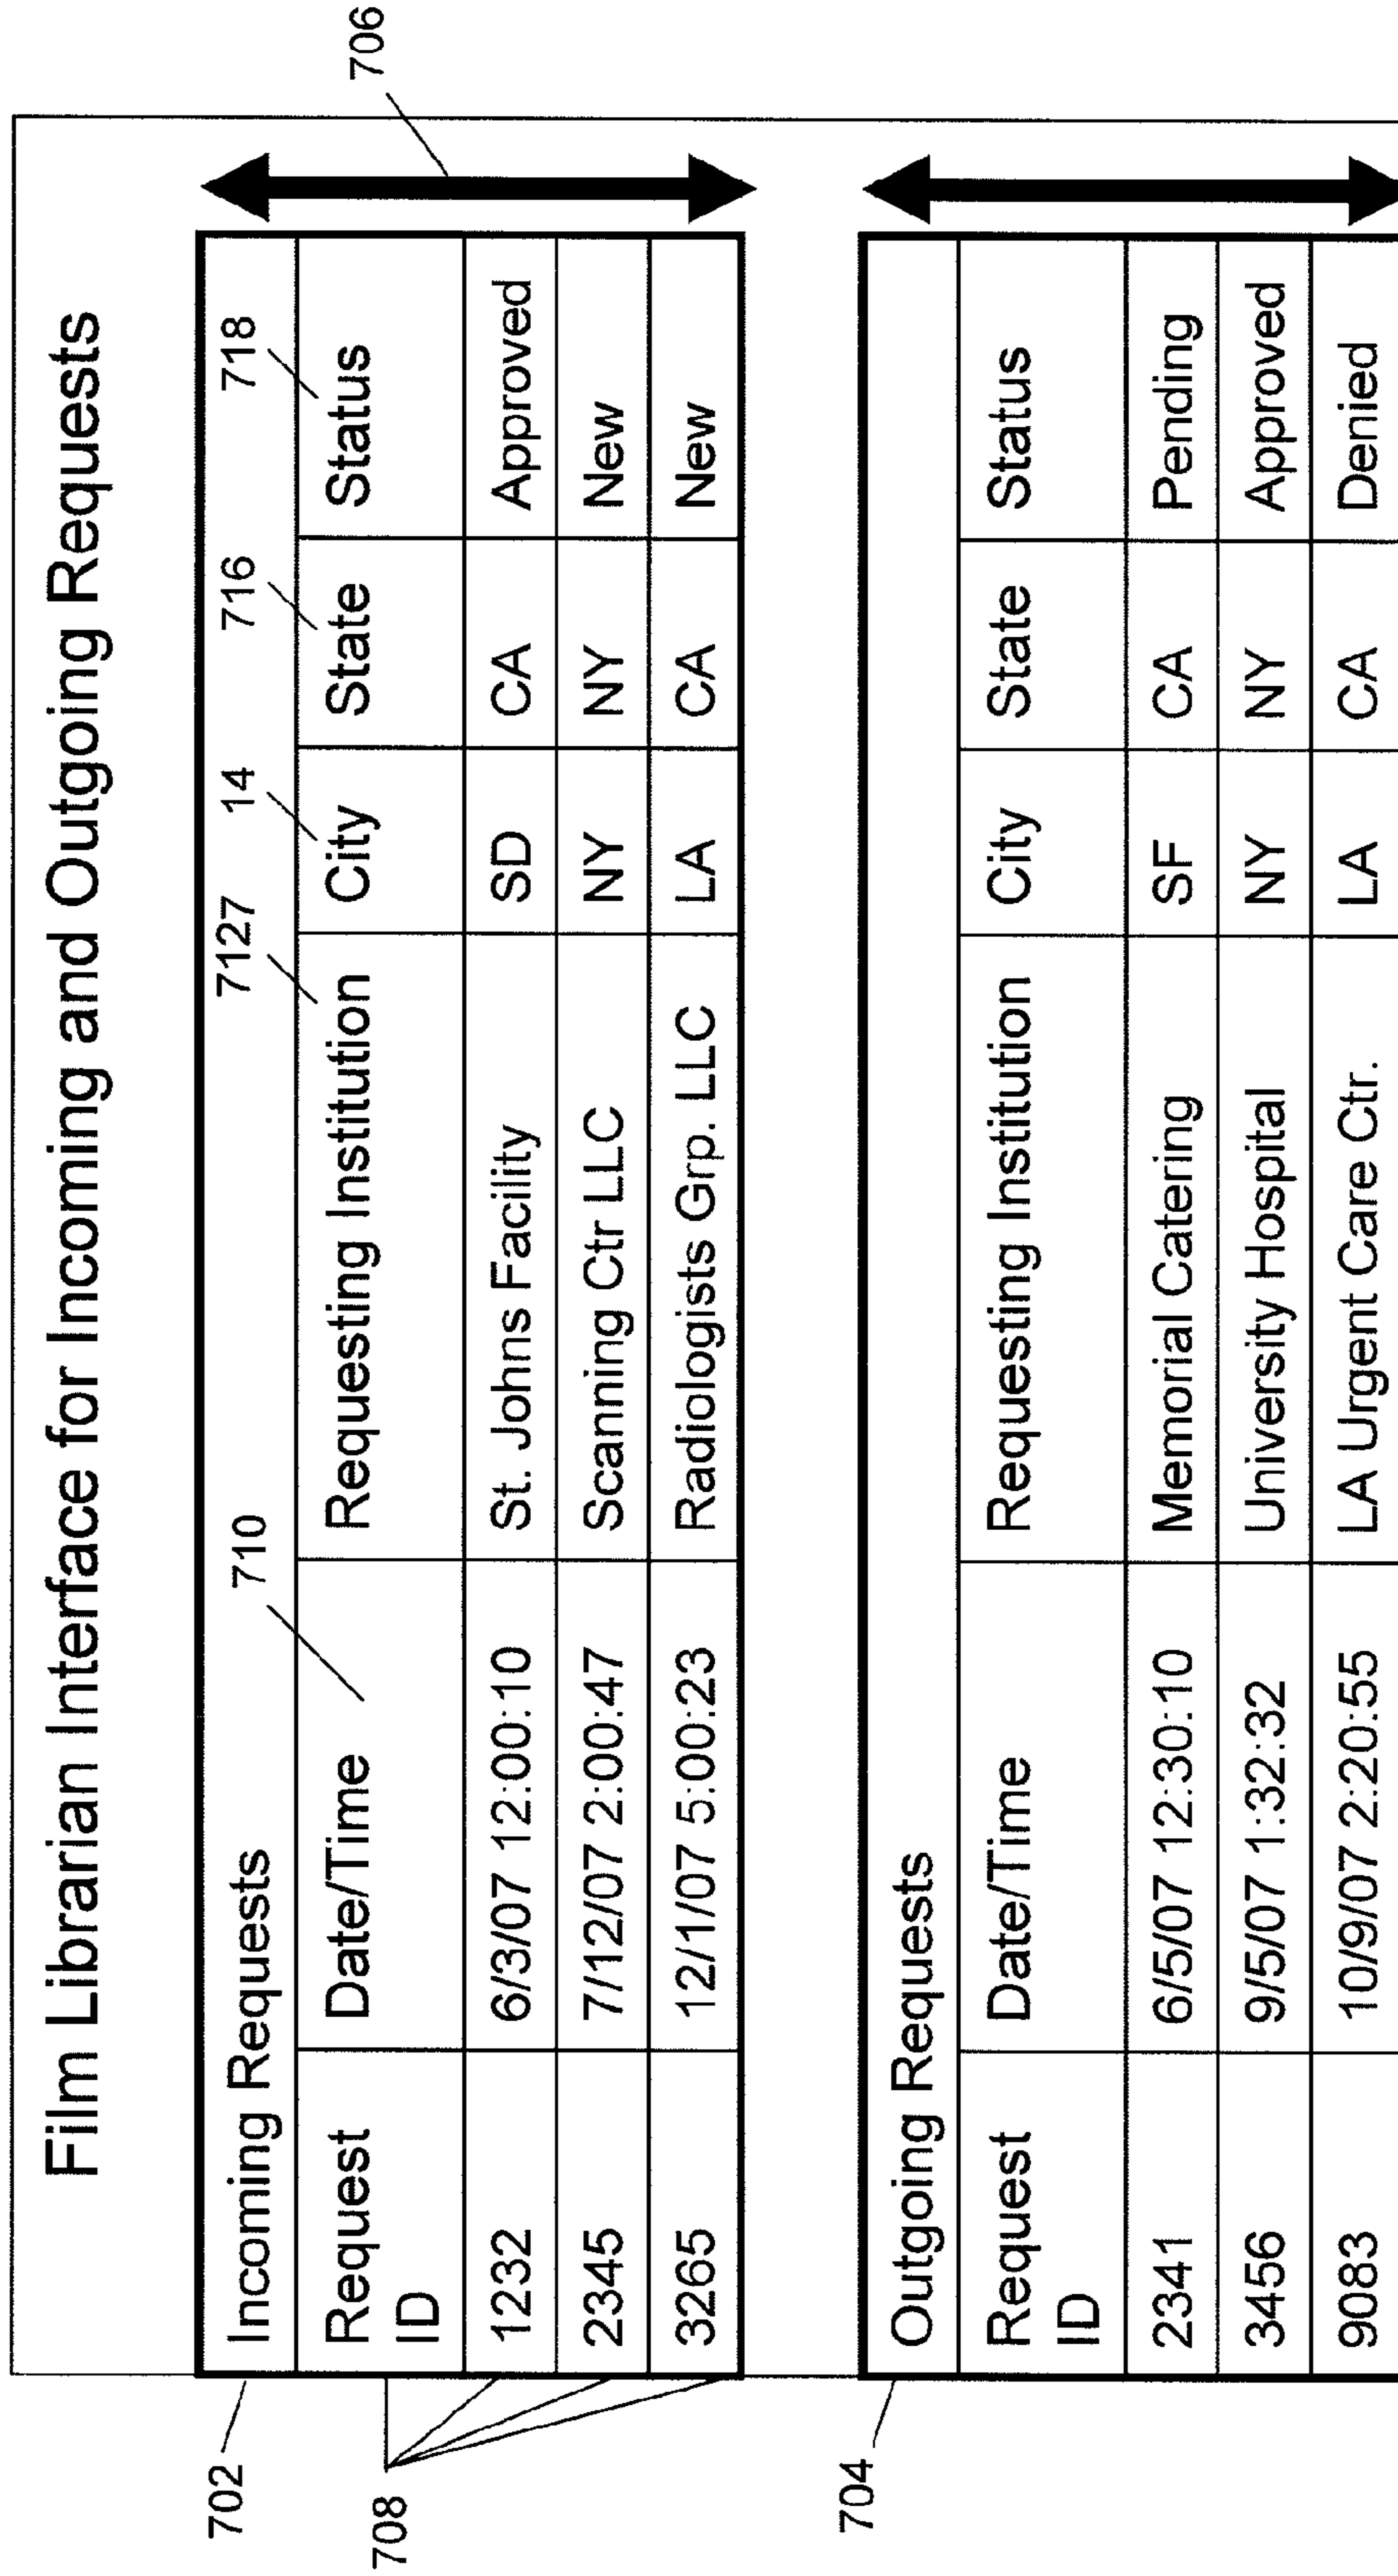 Film Librarian Interface for Incoming and Outgoing Requests
706
702
Incoming Requests
710
7127
14
716
718
708
Request ID Date/Time Requesting Institution City State Status
1232 6/3/07 12:00:10 St. Johns Facility SD CA Approved
2345 7/12/07 2:00:47 Scanning Ctr LLC NY NY New
3265 12/1/07 5:00:23 Radiologists Grp. LLC LA CA New
704
Outgoing Requests
Request ID Date/Time Requesting Institution City State Status
2341 6/5/07 12:30:10 Memorial Catering SF CA Pending
3456 9/5/07 1:32:32 University Hospital NY NY Approved
9083 10/9/07 2:20:55 LA Urgent Care Ctr. LA CA Denied